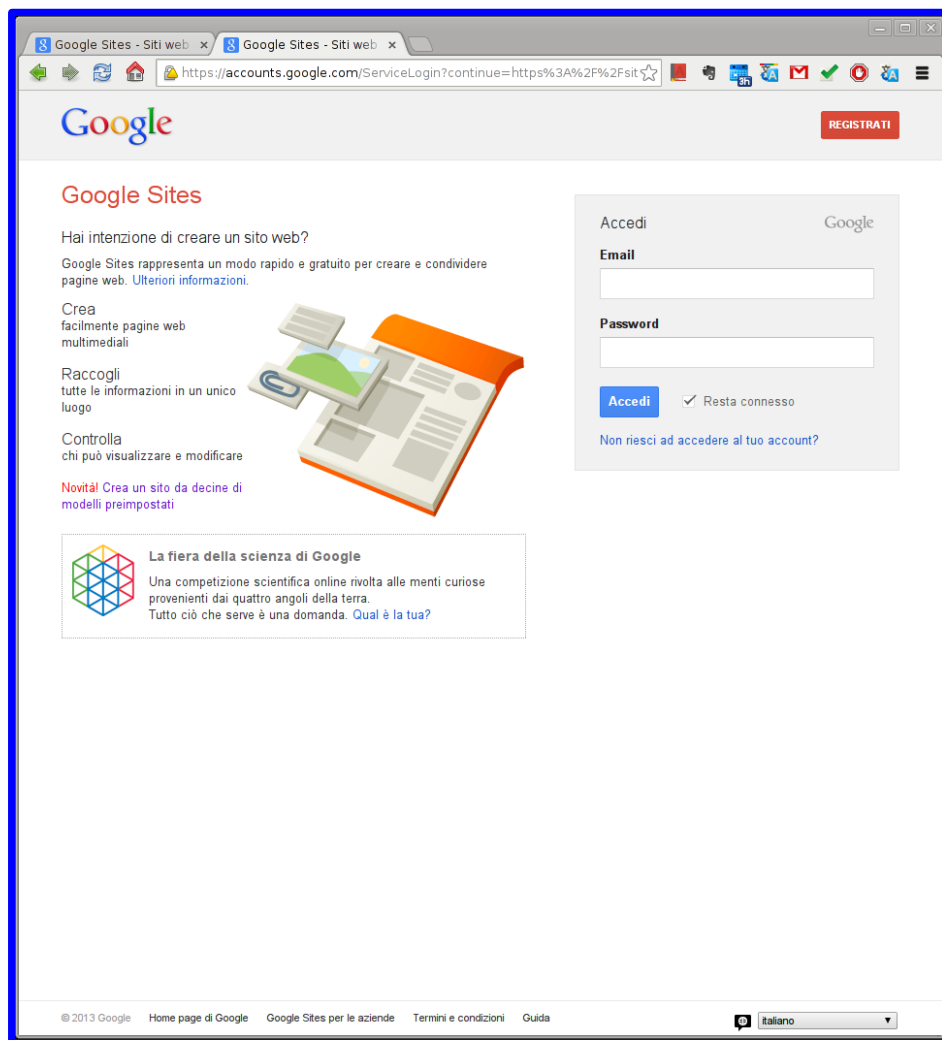 Google Sites - Siti web
Google Sites - Siti web
https://accounts.google.com/ServiceLogin?continue=https%3A%2F%2Fsit
3h
Google
REGISTRATI
Google Sites
Hai intenzione di creare un sito web?
Google Sites rappresenta un modo rapido e gratuito per creare e condividere
pagine web. Ulteriori informazioni.
Crea
facilmente pagine web
multimediali
Raccogli
tutte le informazioni in un unico
luogo
Controlla
chi può visualizzare e modificare
Novità! Crea un sito da decine di
modelli preimpostati
La fiera della scienza di Google
Una competizione scientifica online rivolta alle menti curiose
provenienti dai quattro angoli della terra.
Tutto ciò che serve è una domanda. Qual è la tua?
Accedi Google
Email
Password
Accedi Resta connesso
Non riesci ad accedere al tuo account?
© 2013 Google Home page di Google Google Sites per le aziende Termini e condizioni Guida italiano